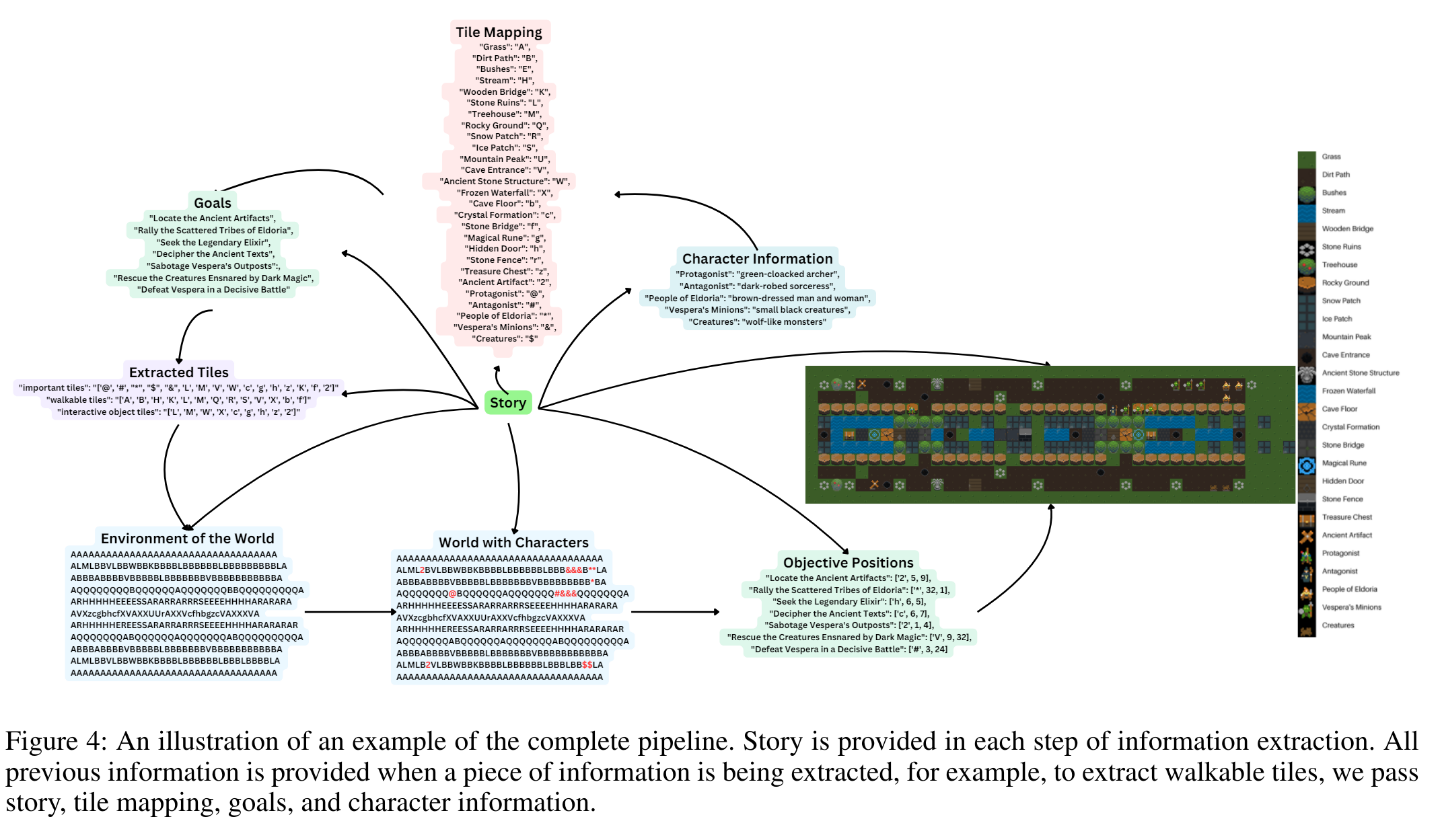 Tile Mapping
"Grass": "A",
"Dirt Path": "B",
"Bushes": "E",
"Stream": "H",
"Wooden Bridge": "K",
"Stone Ruins": "L",
"Treehouse": "M",
"Rocky Ground": "Q",
"Snow Patch": "R",
"Ice Patch": "S",
"Mountain Peak": "U",
"Cave Entrance": "V",
"Ancient Stone Structure": "W",
"Frozen Waterfall": "X",
"Cave Floor": "b",
"Crystal Formation": "c",
"Stone Bridge": "f",
"Magical Rune": "g",
"Hidden Door": "h",
"Stone Fence": "r",
"Treasure Chest": "z",
"Ancient Artifact": "2",
"Protagonist": "@",
"Antagonist": "#",
"People of Eldoria": "*",
"Vespera's Minions": "&",
"Creatures": "$"
Goals
"Locate the Ancient Artifacts",
"Rally the Scattered Tribes of Eldoria",
"Seek the Legendary Elixir",
"Decipher the Ancient Texts",
"Sabotage Vespera's Outposts":,
"Rescue the Creatures Ensnared by Dark Magic",
"Defeat Vespera in a Decisive Battle"
Character Information
"Protagonist": "green-cloacked archer",
"Antagonist": "dark-robed sorceress",
"People of Eldoria": "brown-dressed man and woman",
"Vespera's Minions": "small black creatures",
"Creatures": "wolf-like monsters"
Extracted Tiles
"important tiles": "['@', '#', "*", "$", "&", 'L', 'M', 'V', 'W', 'c', 'g', 'h', 'z', 'K', 'f', '2']"
"walkable tiles": "['A', 'B', 'H', 'K', 'L', 'M', 'Q', 'R', 'S', 'V', 'X', 'b', 'f']"
"interactive object tiles": "['L', 'M', 'W', 'X', 'c', 'g', 'h', 'z', '2']"
Story
Environment of the World
AAAAAAAAAAAAAAAAAAAAAAAAAAAAAAAAAA
ALMLBBVLBBWBBKBBBBLBBBBBBLBBBBBBBBBLA
ABBBABBBBVBBBBBLBBBBBBBVBBBBBBBBBBBA
AQQQQQQQQBQQQQQQAQQQQQQQBBQQQQQQQQQQA
ARHHHHHEEEESSARARRARRRSEEEEHHHHARARARA
AVXzcgbhcfXVAXXUUrAXXVcfhbgzcVAXXXVA
ARHHHHHEREESSARARRARRRSEEEEHHHHARARARAR
AQQQQQQQABQQQQQQAQQQQQQQABQQQQQQQQQQA
ABBBABBBBVBBBBBLBBBBBBBVBBBBBBBBBBBA
ALMLBBVLBBWBBKBBBBLBBBBBBLBBBLBBBBLA
AAAAAAAAAAAAAAAAAAAAAAAAAAAAAAAAAA
World with Characters
AAAAAAAAAAAAAAAAAAAAAAAAAAAAAAAAAA
ALML2BVLBBWBBKBBBBLBBBBBBLBBB&&&B**LA
ABBBABBBBVBBBBBLBBBBBBBVBBBBBBBBBB*BA
AQQQQQQQ@BQQQQQQAQQQQQQQ#&&&QQQQQQQA
ARHHHHHEEEESSARARRARRRSEEEEHHHHARARARA
AVXzcgbhcfXVAXXUUrAXXVcfhbgzcVAXXXVA
ARHHHHHEREESSARARRARRRSEEEEHHHHARARARAR
AQQQQQQQABQQQQQQAQQQQQQQABQQQQQQQQQQA
ABBBABBBBVBBBBBLBBBBBBBVBBBBBBBBBBBA
ALMLB2VLBBWBBKBBBBLBBBBBBLBBBLBB$$LA
AAAAAAAAAAAAAAAAAAAAAAAAAAAAAAAAAA
Objective Positions
"Locate the Ancient Artifacts": ['2', 5, 9],
"Rally the Scattered Tribes of Eldoria": ['*', 32, 1],
"Seek the Legendary Elixir": ['h', 6, 5],
"Decipher the Ancient Texts": ['c', 6, 7],
"Sabotage Vespera's Outposts": ['2', 1, 4],
"Rescue the Creatures Ensnared by Dark Magic": ['V', 9, 32],
"Defeat Vespera in a Decisive Battle": ['#', 3, 24]
Grass
Dirt Path
Bushes
Stream
Wooden Bridge
Stone Ruins
Treehouse
Rocky Ground
Snow Patch
Ice Patch
Mountain Peak
Cave Entrance
Ancient Stone Structure
Frozen Waterfall
Cave Floor
Crystal Formation
Stone Bridge
Magical Rune
Hidden Door
Stone Fence
Treasure Chest
Ancient Artifact
Protagonist
Antagonist
People of Eldoria
Vespera's Minions
Creatures
Figure 4: An illustration of an example of the complete pipeline. Story is provided in each step of information extraction. All
previous information is provided when a piece of information is being extracted, for example, to extract walkable tiles, we pass
story, tile mapping, goals, and character information.